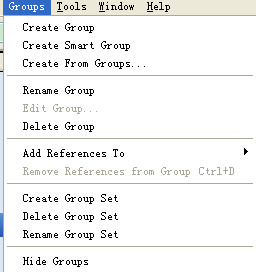 Groups Tools Window Help
Create Group
Create Smart Group
Create From Groups...
Rename Group
Edit Group...
Delete Group
Add References To
Remove References from Group Ctrl+D
Create Group Set
Delete Group Set
Rename Group Set
Hide Groups